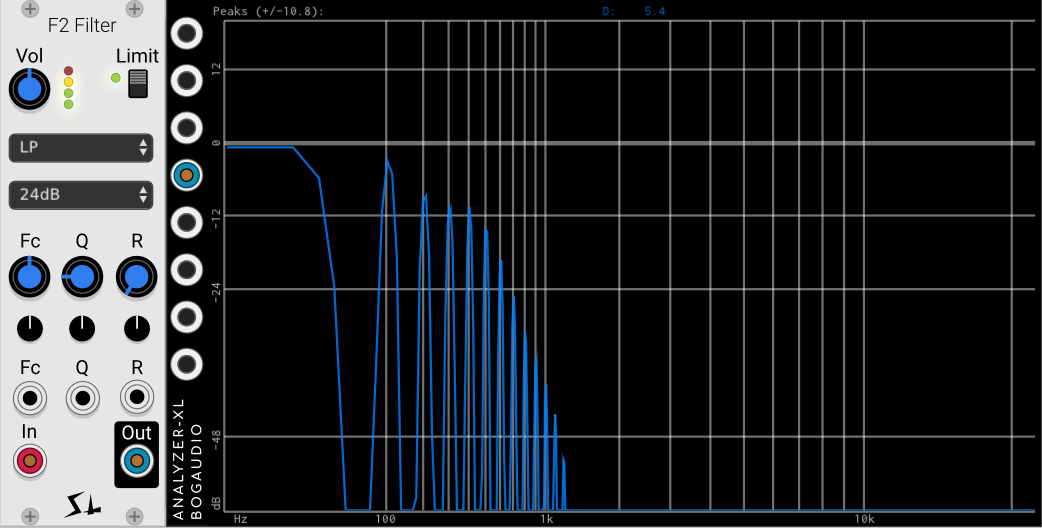 F2 Filter
Vol
Limit
LP
24dB
Fc Q R
Fc Q R
In
Out
SL
ANALYZER-XL
BOGAUDIO
Peaks (+/-10.8):
D: 5.4
12
0
-12
-24
-48
dB
Hz 100 1k 10k